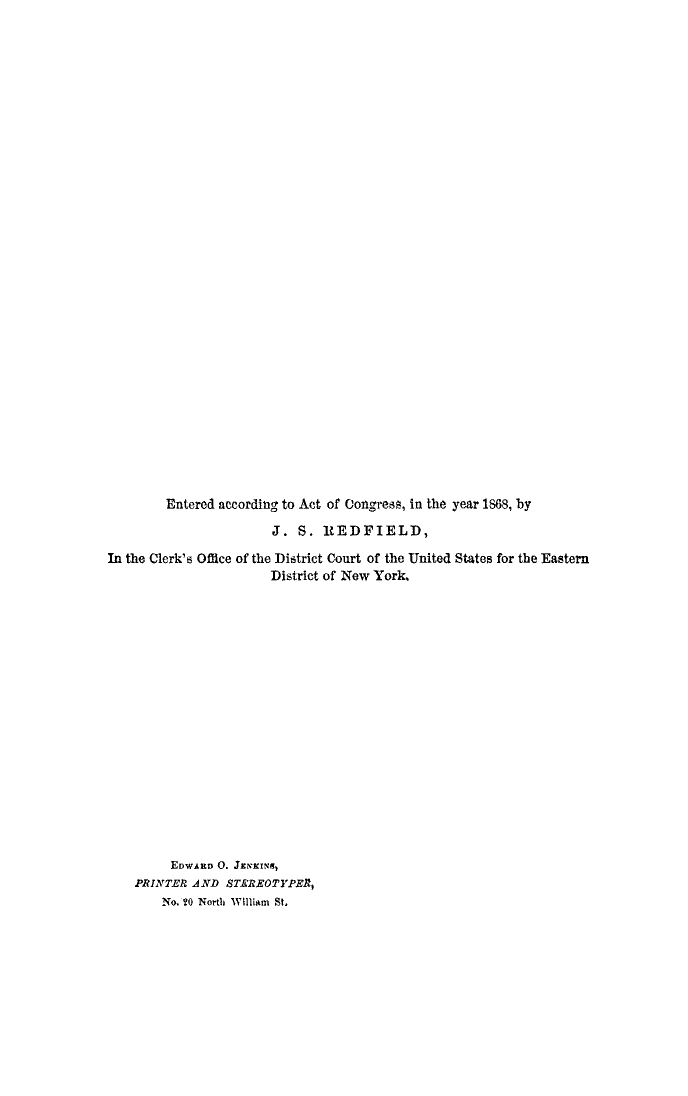 Entered according to Act of Congress, in the year 1868, by
J. S. REDFIELD,
In the Clerk's Office of the District Court of the United States for the Eastern
District of New York.
EDWARD O. JENKINS,
PRINTER AND STEREOTYPER,
No. 20 North William St.